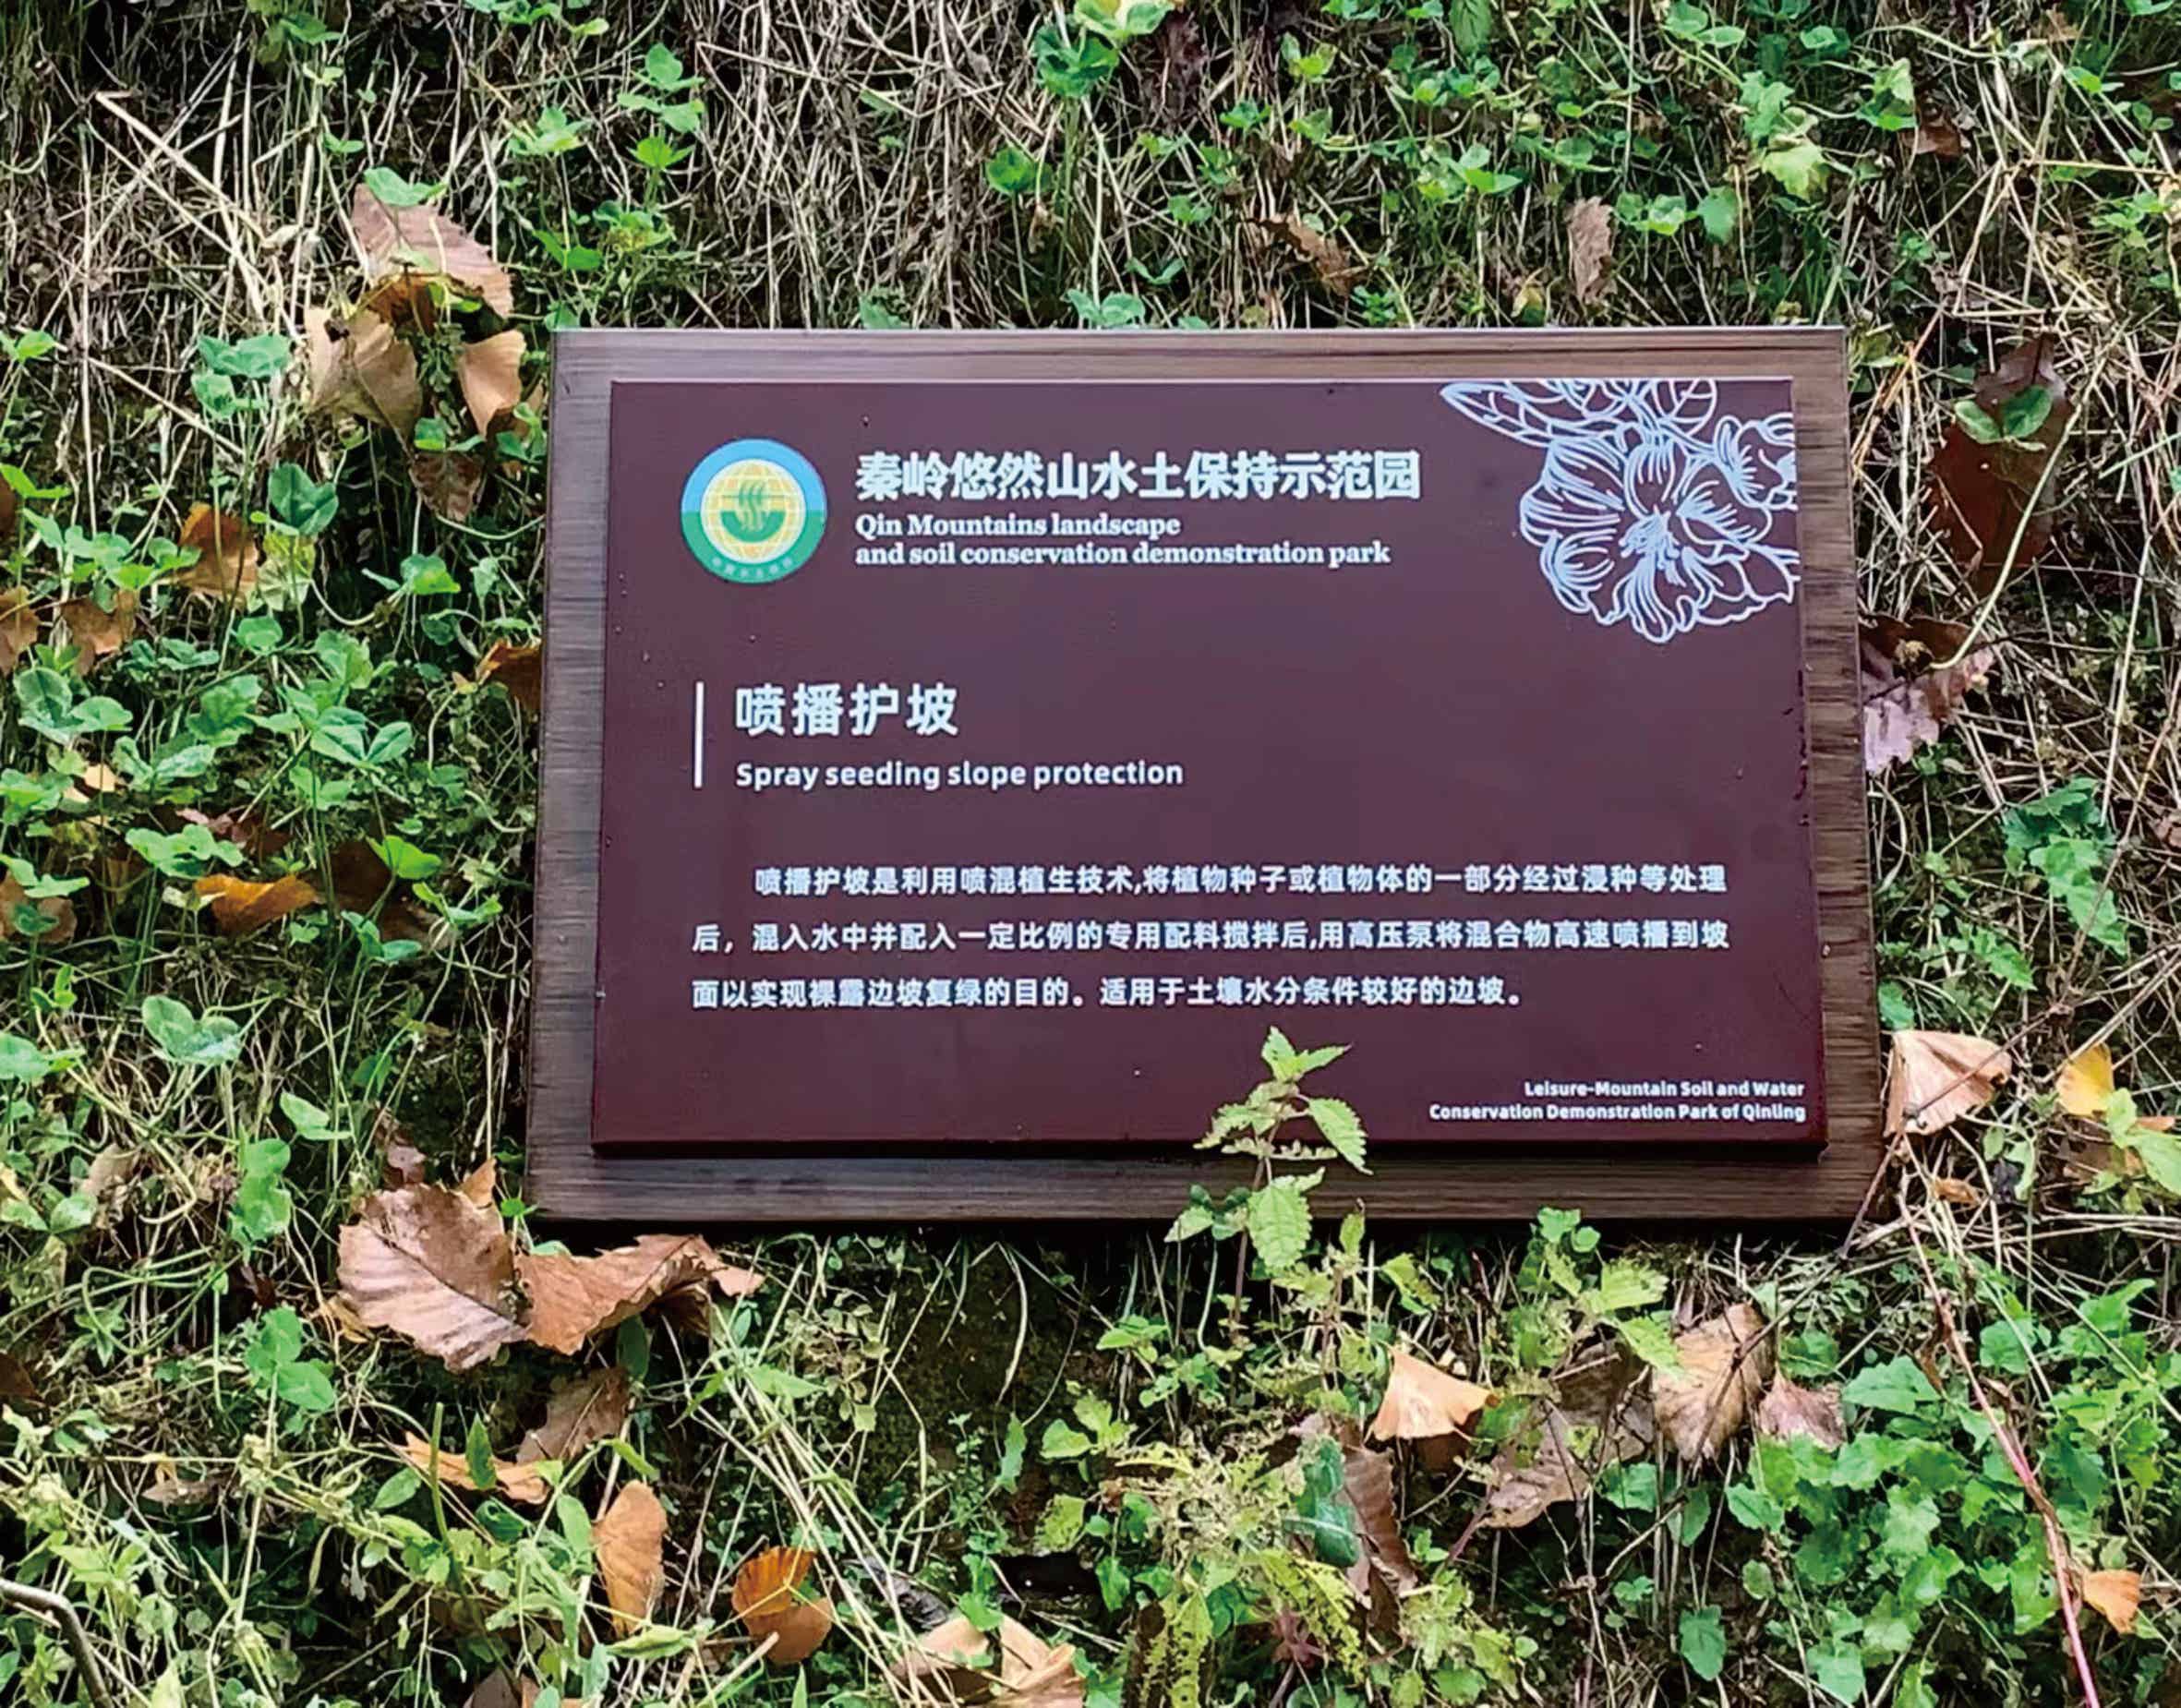 秦岭悠然山水土保持示范园
Qin Mountains landscape
and soil conservation demonstration park
喷播护坡
Spray seeding slope protection
喷播护坡是利用喷混植生技术,将植物种子或植物体的一部分经过浸种等处理
后，混入水中并配入一定比例的专用配料搅拌后,用高压泵将混合物高速喷播到坡
面以实现裸露边坡复绿的目的。适用于土壤水分条件较好的边坡。
Leisure-Mountain Soil and Water
Conservation Demonstration Park of Qinling